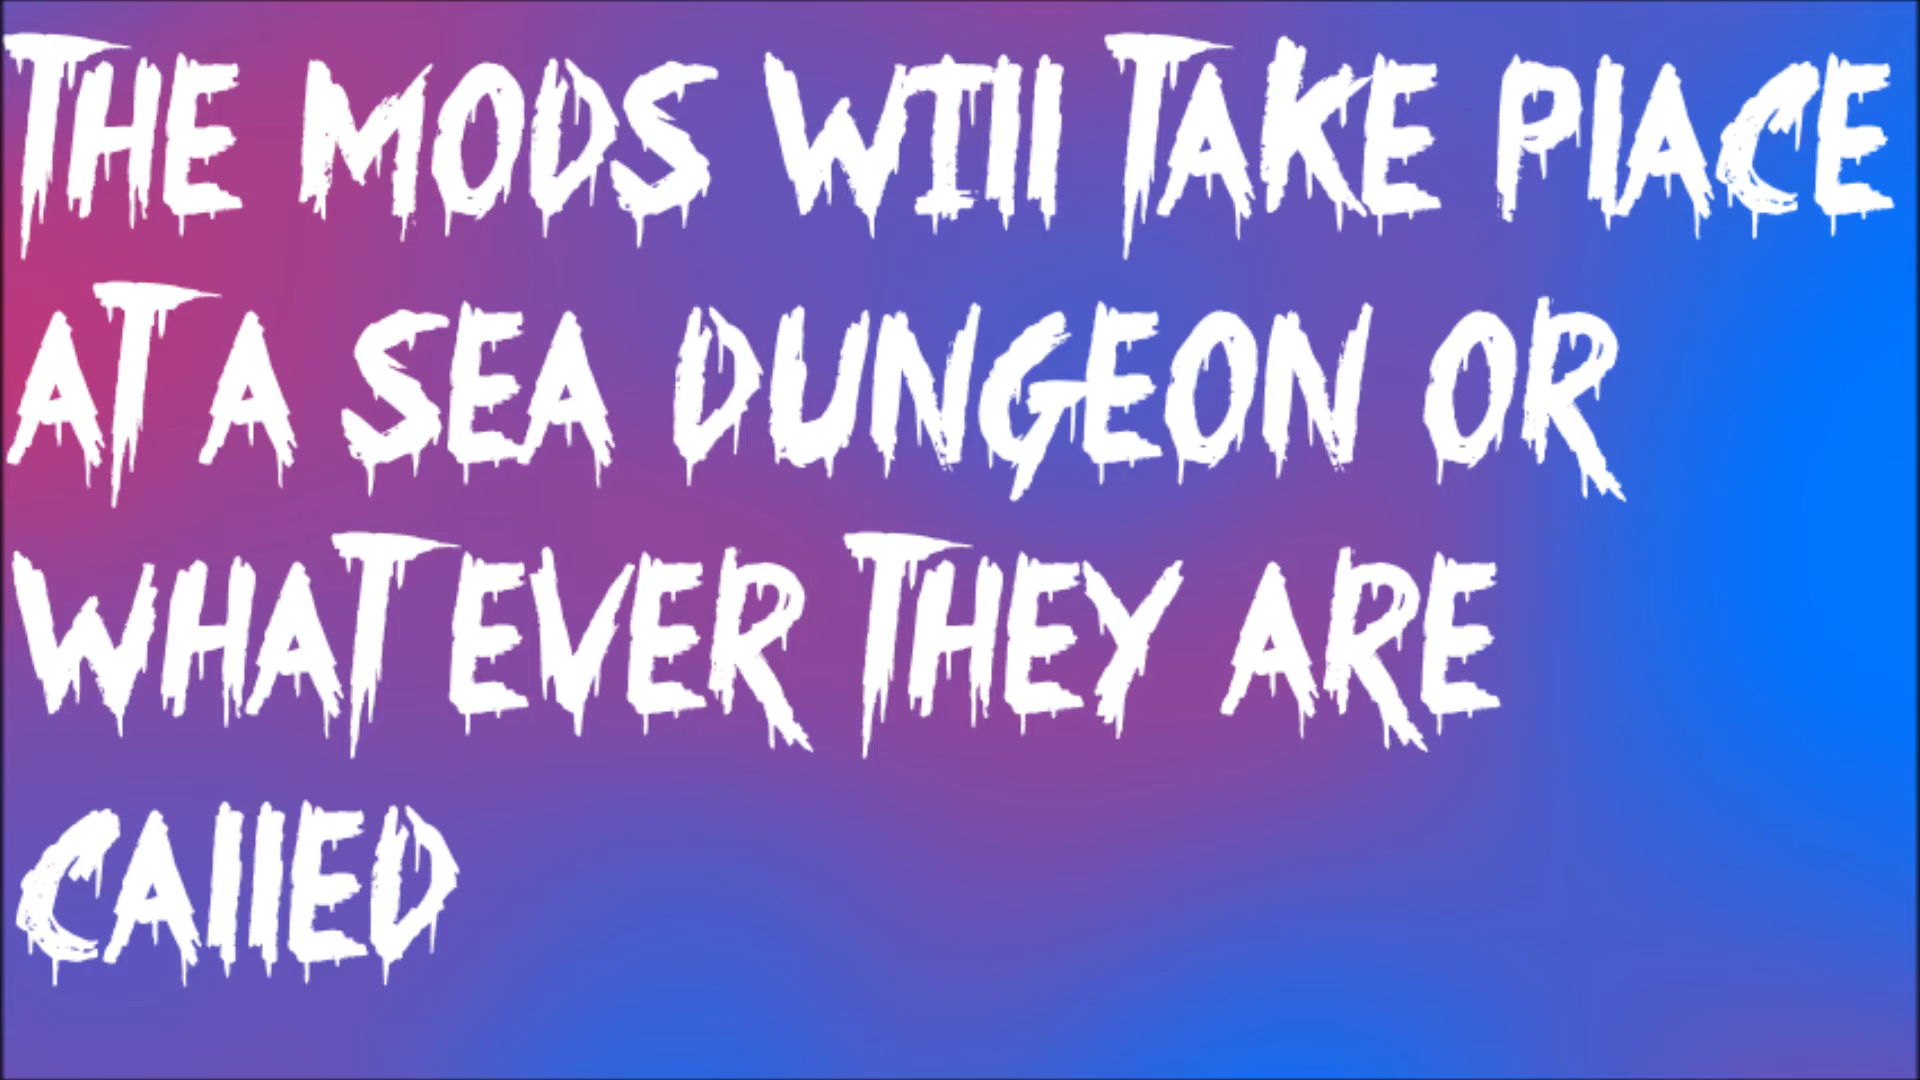 THE MODS WIll TAKE PlACE
AT A SEA DUNGEON OR
WHAT EVER THEY ARE
CAllED